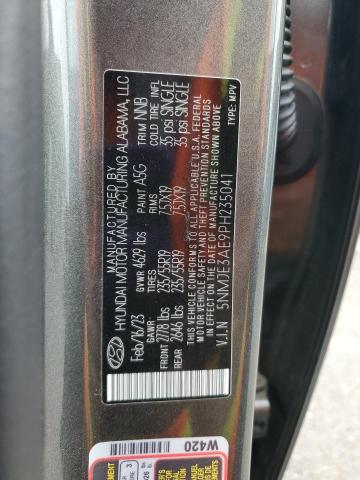 MANUFACTURED BY
HYUNDAI MOTOR MANUFACTURING ALABAMA, LLC
Feb/16/23 GVWR 4629 lbs PAINT A5G TRIM NNB
GAWR TIRES RIMS COLD TIRE INFL
FRONT 2778 lbs 235/55R19 7.5JX19 35 psi SINGLE
REAR 2646 lbs 235/55R19 7.5JX19 35 psi SINGLE
THIS VEHICLE CONFORMS TO ALL APPLICABLE U.S.A. FEDERAL
MOTOR VEHICLE SAFETY, BUMPER, AND THEFT PREVENTION STANDARDS
IN EFFECT ON THE DATE OF MANUFACTURE SHOWN ABOVE.
V.I.N 5NMJE3AE9PH235041 TYPE: MPV
W420